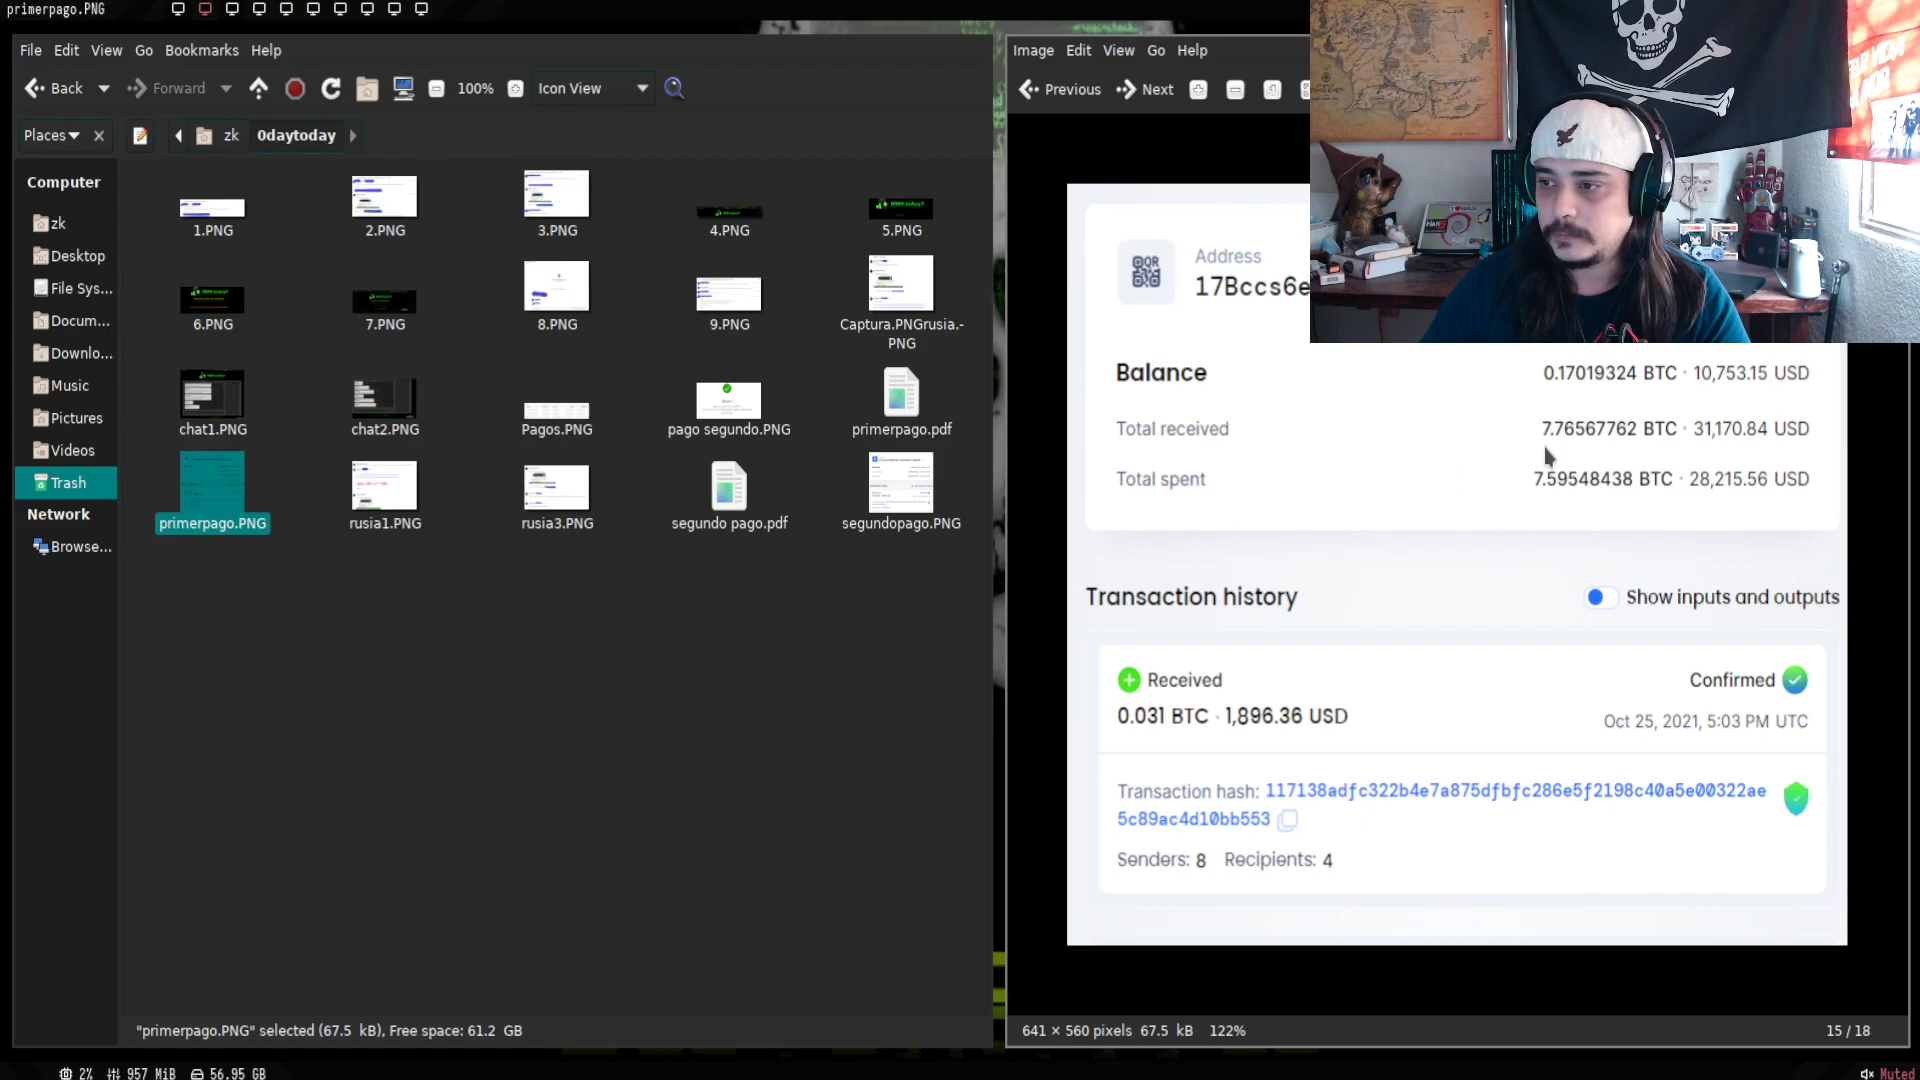 primerpago.PNG
File Edit View Go Bookmarks Help
Back Forward 100% Icon View
Places zk 0daytoday
Computer
zk
Desktop
File Sys...
Docum...
Downlo...
Music
Pictures
Videos
Trash
Network
Browse...
1.PNG 2.PNG 3.PNG 4.PNG 5.PNG
6.PNG 7.PNG 8.PNG 9.PNG Captura.PNGrusia.-
PNG
chat1.PNG chat2.PNG Pagos.PNG pago segundo.PNG primerpago.pdf
primerpago.PNG rusia1.PNG rusia3.PNG segundo pago.pdf segundopago.PNG
"primerpago.PNG" selected (67.5 kB), Free space: 61.2 GB
Image Edit View Go Help
Previous Next
QR
Address
17Bccs6e
Balance 0.17019324 BTC · 10,753.15 USD
Total received 7.76567762 BTC · 31,170.84 USD
Total spent 7.59548438 BTC · 28,215.56 USD
Transaction history Show inputs and outputs
Received Confirmed
0.031 BTC · 1,896.36 USD Oct 25, 2021, 5:03 PM UTC
Transaction hash: 117138adfc322b4e7a875dfbfc286e5f2198c40a5e00322ae
5c89ac4d10bb553
Senders: 8 Recipients: 4
641 × 560 pixels 67.5 kB 122% 15 / 18
2% 957 MiB 56.95 GB Muted